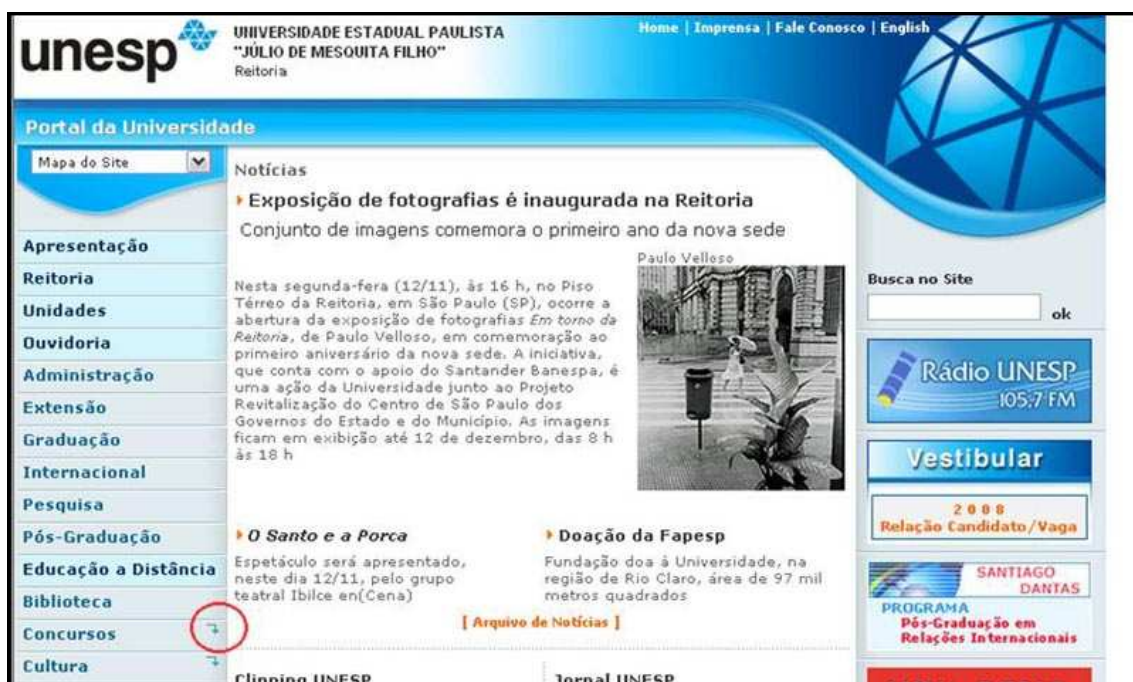 unesp
UNIVERSIDADE ESTADUAL PAULISTA
"JÚLIO DE MESQUITA FILHO"
Reitoria
Home | Imprensa | Fale Conosco | English
Portal da Universidade
Mapa do Site
Apresentação
Reitoria
Unidades
Ouvidoria
Administração
Extensão
Graduação
Internacional
Pesquisa
Pós-Graduação
Educação a Distância
Biblioteca
Concursos
Cultura
Notícias
Exposição de fotografias é inaugurada na Reitoria
Conjunto de imagens comemora o primeiro ano da nova sede
Paulo Velloso
Nesta segunda-fera (12/11), às 16 h, no Piso
Térreo da Reitoria, em São Paulo (SP), ocorre a
abertura da exposição de fotografias Em torno da
Reitoria, de Paulo Velloso, em comemoração ao
primeiro aniversário da nova sede. A iniciativa,
que conta com o apoio do Santander Banespa, é
uma ação da Universidade junto ao Projeto
Revitalização do Centro de São Paulo dos
Governos do Estado e do Município. As imagens
ficam em exibição até 12 de dezembro, das 8 h
às 18 h
O Santo e a Porca
Espetáculo será apresentado,
neste dia 12/11, pelo grupo
teatral Ibilce en(Cena)
Doação da Fapesp
Fundação doa à Universidade, na
região de Rio Claro, área de 97 mil
metros quadrados
[ Arquivo de Notícias ]
Clipping UNESP
Jornal UNESP
Busca no Site
ok
Rádio UNESP
105,7 FM
Vestibular
2008
Relação Candidato/Vaga
SANTIAGO
DANTAS
PROGRAMA
Pós-Graduação em
Relações Internacionais